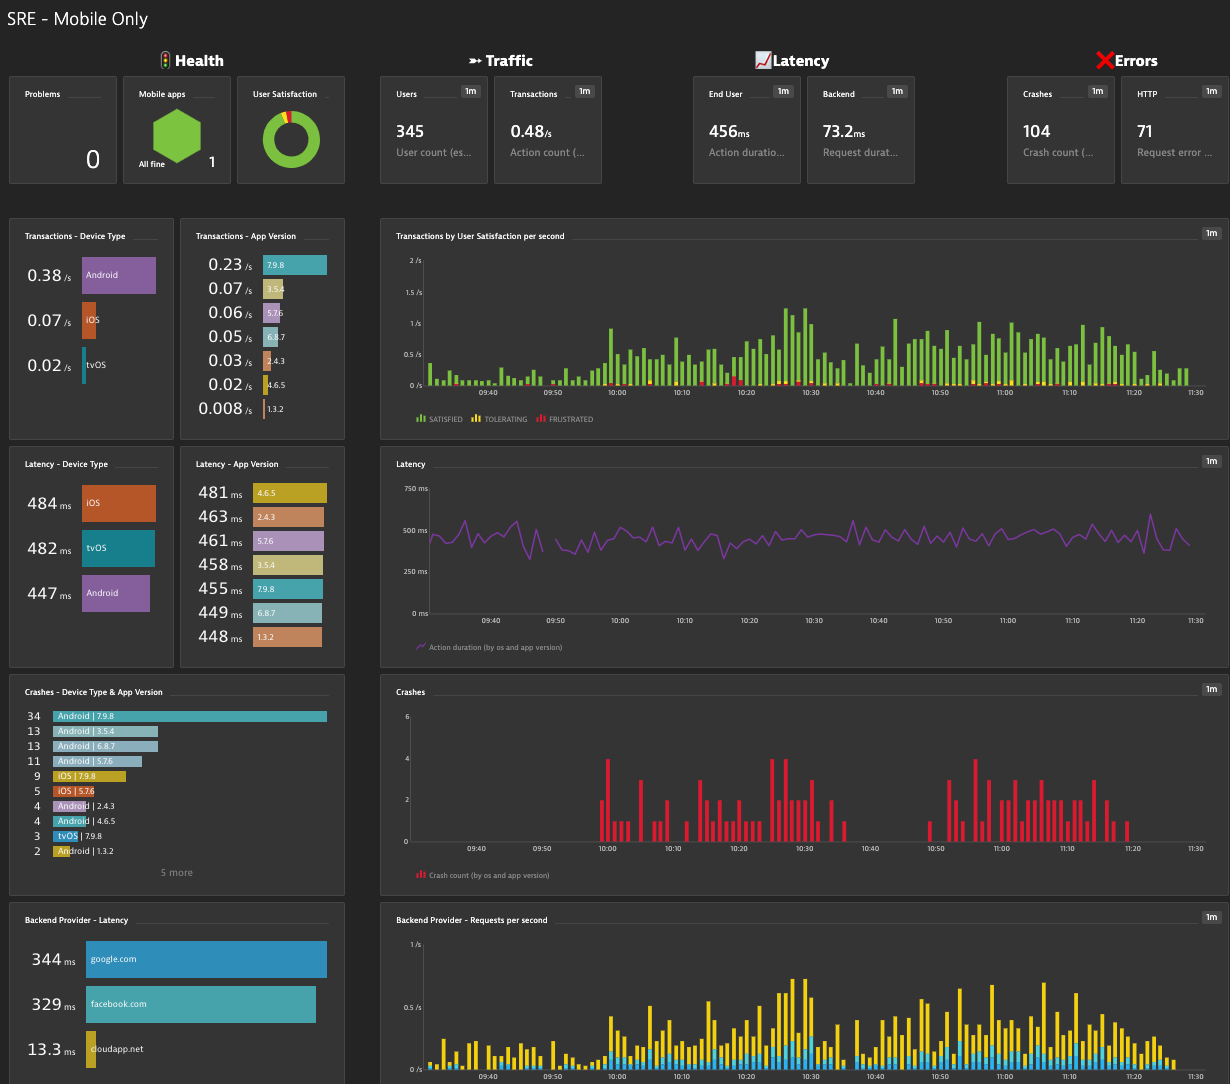 SRE - Mobile Only
Health
Traffic
Latency
Errors
Problems
0
Mobile apps
All fine
1
User Satisfaction
Users
1m
345
User count (es...
Transactions
1m
0.48/s
Action count (...
End User
1m
456ms
Action duratio...
Backend
1m
73.2ms
Request durat...
Crashes
1m
104
Crash count (...
HTTP
1m
71
Request error ...
Transactions - Device Type
0.38 /s Android
0.07 /s iOS
0.02 /s tvOS
Transactions - App Version
0.23 /s 7.9.8
0.07 /s 3.5.4
0.06 /s 5.7.6
0.05 /s 6.8.7
0.03 /s 2.4.3
0.02 /s 4.6.5
0.008 /s 1.3.2
Transactions by User Satisfaction per second
1m
2 /s
1.5 /s
1 /s
0.5 /s
0 /s
09:40 09:50 10:00 10:10 10:20 10:30 10:40 10:50 11:00 11:10 11:20 11:30
SATISFIED TOLERATING FRUSTRATED
Latency - Device Type
484 ms iOS
482 ms tvOS
447 ms Android
Latency - App Version
481 ms 4.6.5
463 ms 2.4.3
461 ms 5.7.6
458 ms 3.5.4
455 ms 7.9.8
449 ms 6.8.7
448 ms 1.3.2
Latency
1m
750 ms
500 ms
250 ms
0 ms
09:40 09:50 10:00 10:10 10:20 10:30 10:40 10:50 11:00 11:10 11:20 11:30
Action duration (by os and app version)
Crashes - Device Type & App Version
34 Android | 7.9.8
13 Android | 3.5.4
13 Android | 6.8.7
11 Android | 5.7.6
9 iOS | 7.9.8
5 iOS | 5.7.6
4 Android | 2.4.3
4 Android | 4.6.5
3 tvOS | 7.9.8
2 Android | 1.3.2
5 more
Crashes
1m
6
4
2
0
09:40 09:50 10:00 10:10 10:20 10:30 10:40 10:50 11:00 11:10 11:20 11:30
Crash count (by os and app version)
Backend Provider - Latency
344 ms google.com
329 ms facebook.com
13.3 ms cloudapp.net
Backend Provider - Requests per second
1m
1 /s
0.5 /s
0 /s
09:40 09:50 10:00 10:10 10:20 10:30 10:40 10:50 11:00 11:10 11:20 11:30